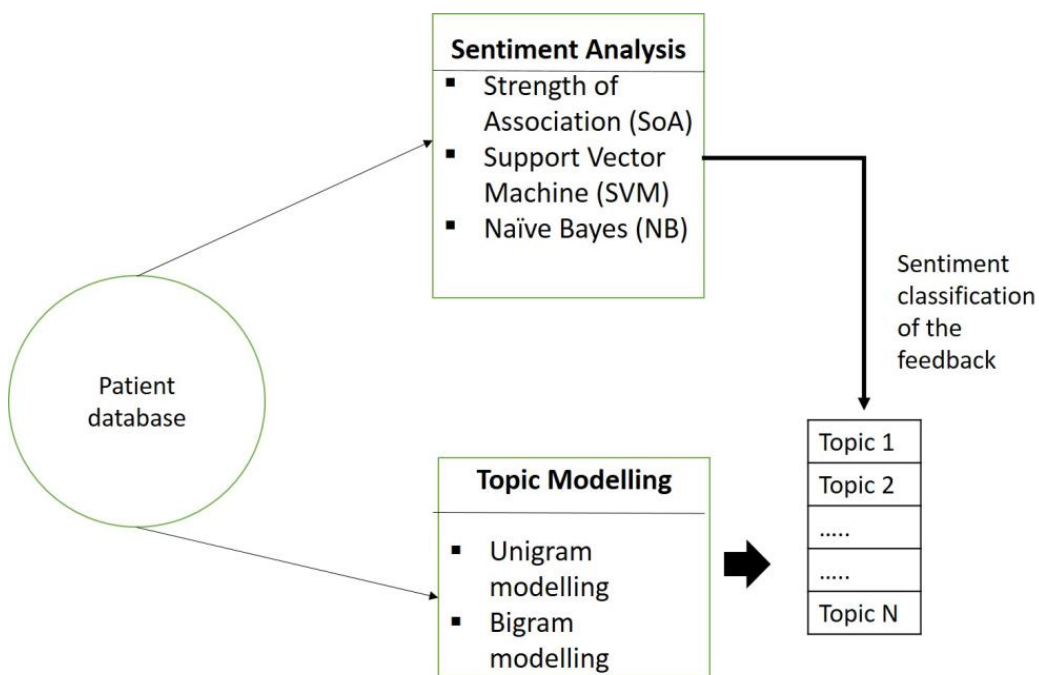 Sentiment Analysis
▪ Strength of
Association (SoA)
▪ Support Vector
Machine (SVM)
▪ Naïve Bayes (NB)
Sentiment
classification
of the
feedback
Patient
database
Topic 1
Topic 2
.....
.....
Topic N
Topic Modelling
▪ Unigram
modelling
▪ Bigram
modelling